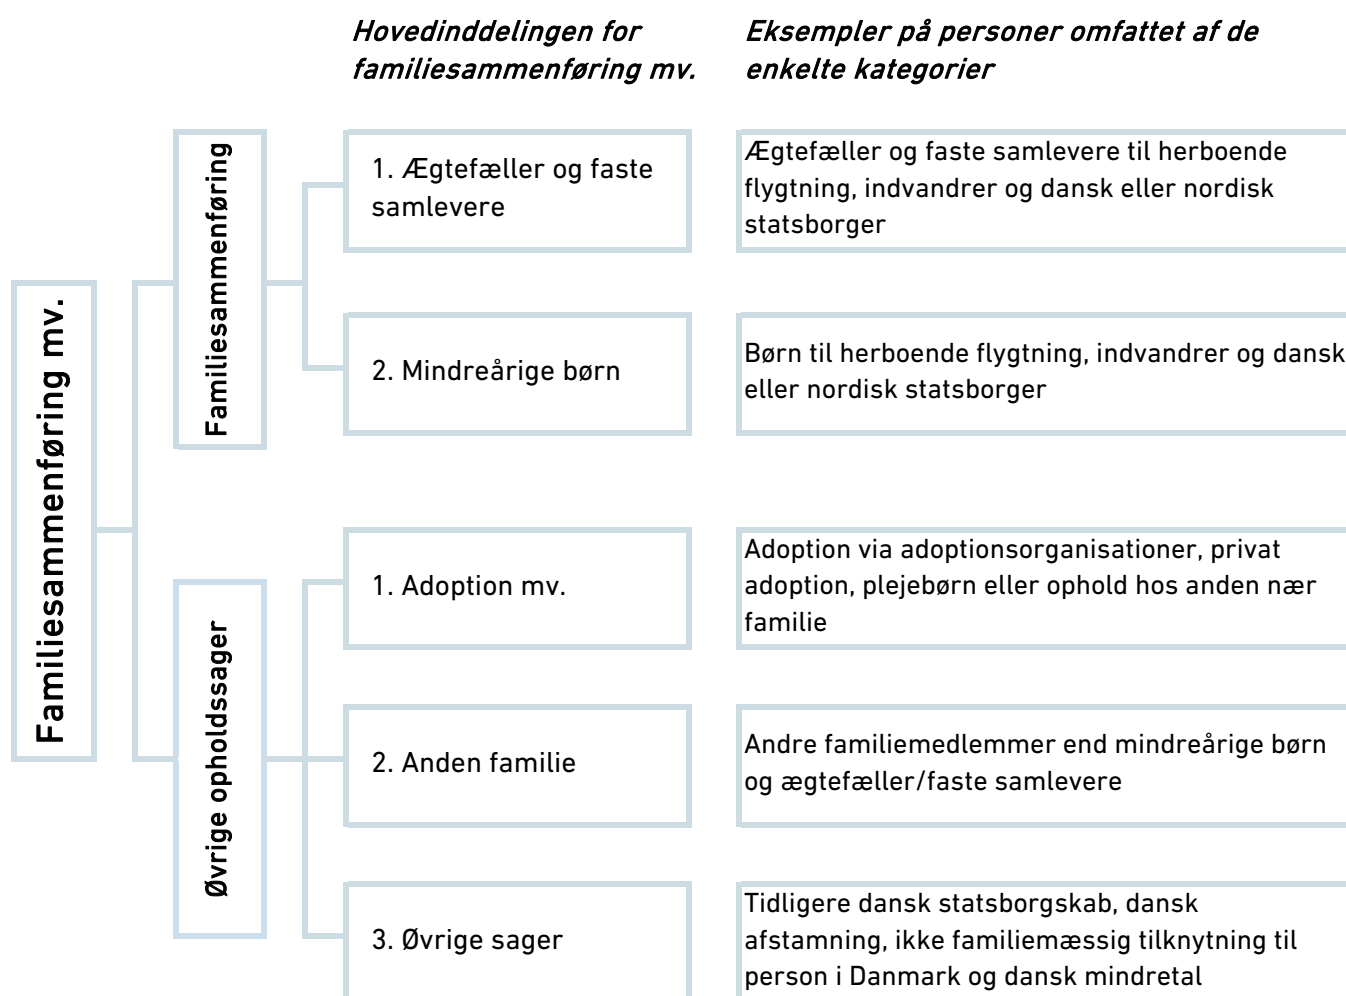 Hovedinddelingen for
familiesammenføring mv.
Eksempler på personer omfattet af de
enkelte kategorier
Familiesammenføring mv.
Familiesammenføring
1. Ægtefæller og faste
samlevere
Ægtefæller og faste samlevere til herboende
flygtning, indvandrer og dansk eller nordisk
statsborger
2. Mindreårige børn
Børn til herboende flygtning, indvandrer og dansk
eller nordisk statsborger
Øvrige opholdssager
1. Adoption mv.
Adoption via adoptionsorganisationer, privat
adoption, plejebørn eller ophold hos anden nær
familie
2. Anden familie
Andre familiemedlemmer end mindreårige børn
og ægtefæller/faste samlevere
3. Øvrige sager
Tidligere dansk statsborgskab, dansk
afstamning, ikke familiemæssig tilknytning til
person i Danmark og dansk mindretal